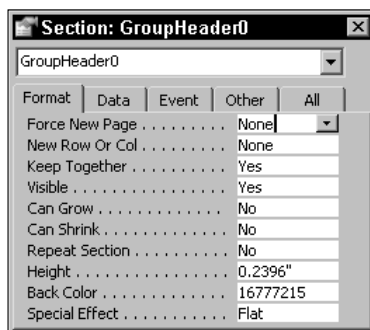 Section: GroupHeader0
GroupHeader0
Format Data Event Other All
Force New Page . . . . . . . . . None
New Row Or Col . . . . . . . . . None
Keep Together . . . . . . . . . . Yes
Visible . . . . . . . . . . . . . . . . . Yes
Can Grow . . . . . . . . . . . . . No
Can Shrink . . . . . . . . . . . . . No
Repeat Section . . . . . . . . . . No
Height . . . . . . . . . . . . . . . . . 0.2396"
Back Color . . . . . . . . . . . . . 16777215
Special Effect . . . . . . . . . . . Flat